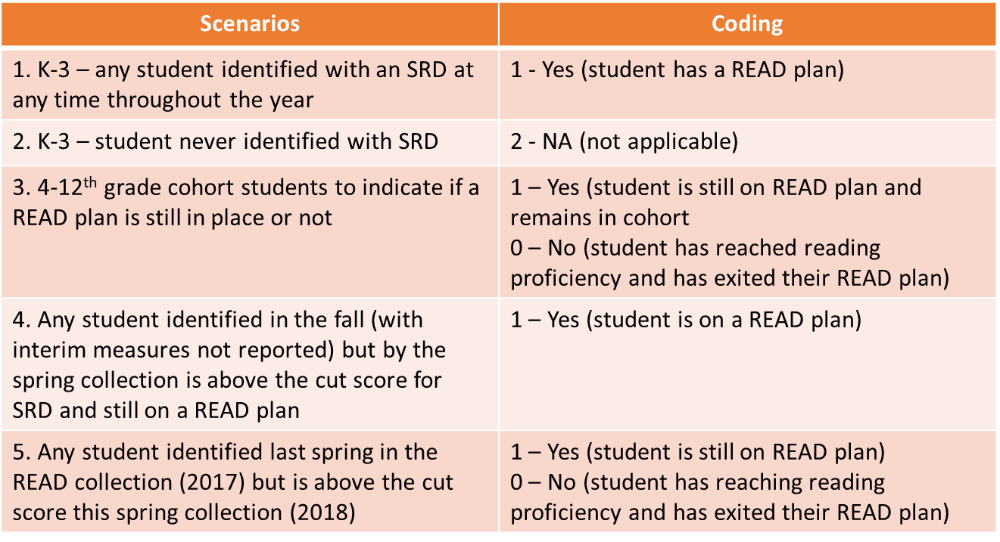 Scenarios
Coding
1. K-3 – any student identified with an SRD at
any time throughout the year
1 - Yes (student has a READ plan)
2. K-3 – student never identified with SRD
2 - NA (not applicable)
3. 4-12th grade cohort students to indicate if a
READ plan is still in place or not
1 – Yes (student is still on READ plan and
remains in cohort
0 – No (student has reached reading
proficiency and has exited their READ plan)
4. Any student identified in the fall (with
interim measures not reported) but by the
spring collection is above the cut score for
SRD and still on a READ plan
1 – Yes (student is on a READ plan)
5. Any student identified last spring in the
READ collection (2017) but is above the cut
score this spring collection (2018)
1 – Yes (student is still on READ plan)
0 – No (student has reaching reading
proficiency and has exited their READ plan)